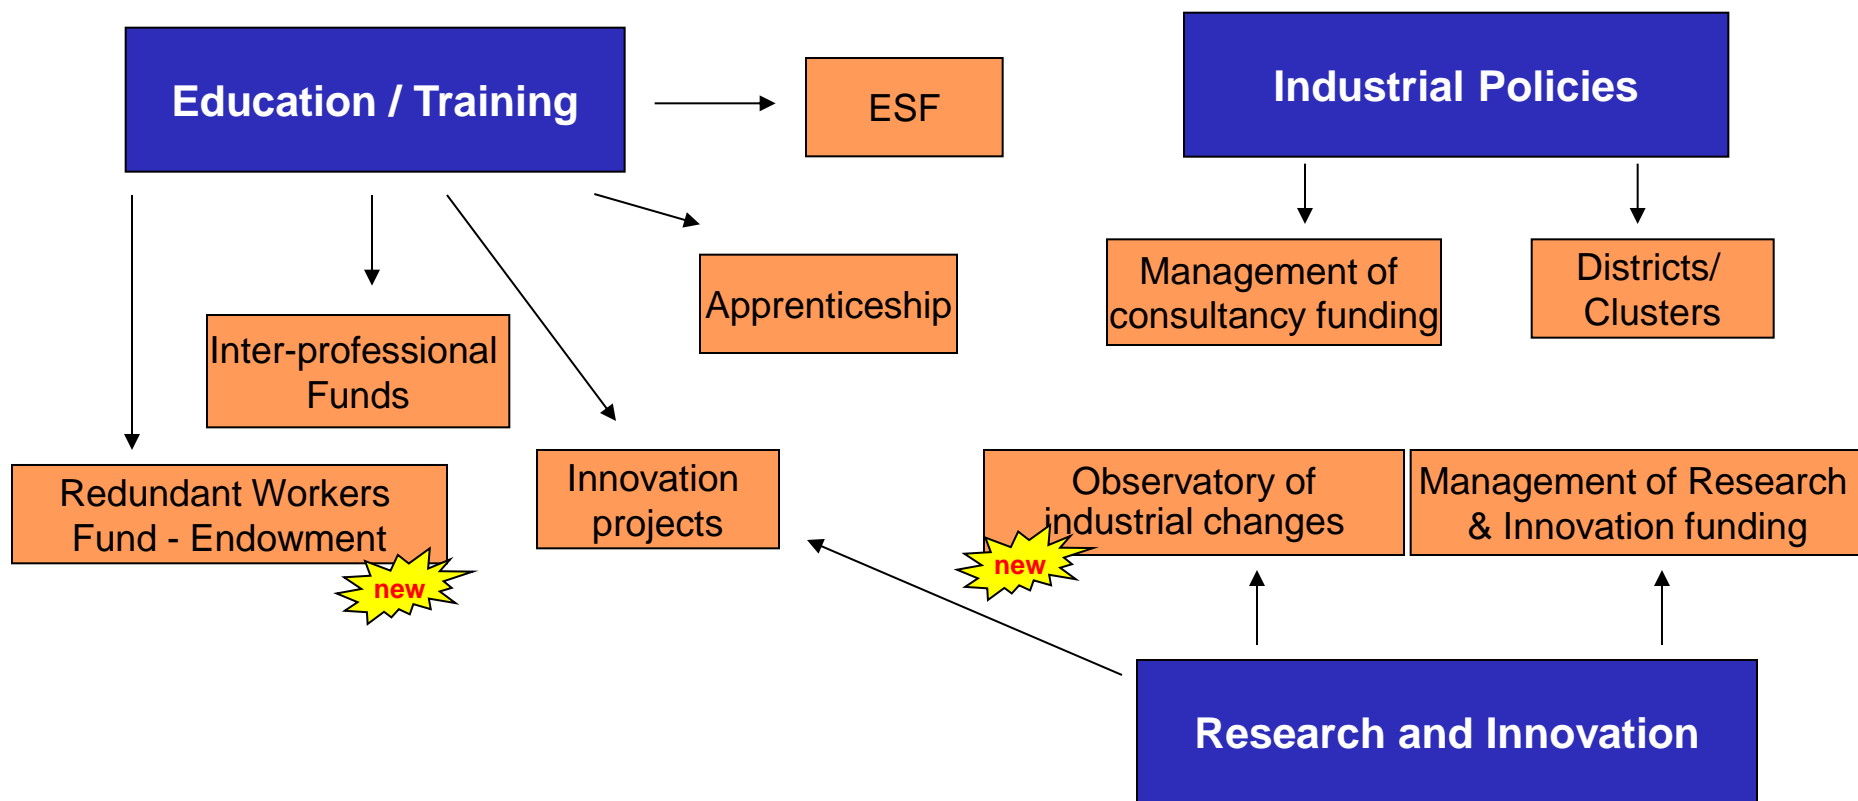 Education / Training
ESF
Industrial Policies
Apprenticeship
Management of
consultancy funding
Districts/
Clusters
Inter-professional
Funds
Redundant Workers
Fund - Endowment
new
Innovation
projects
Observatory of
industrial changes
new
Management of Research
& Innovation funding
Research and Innovation